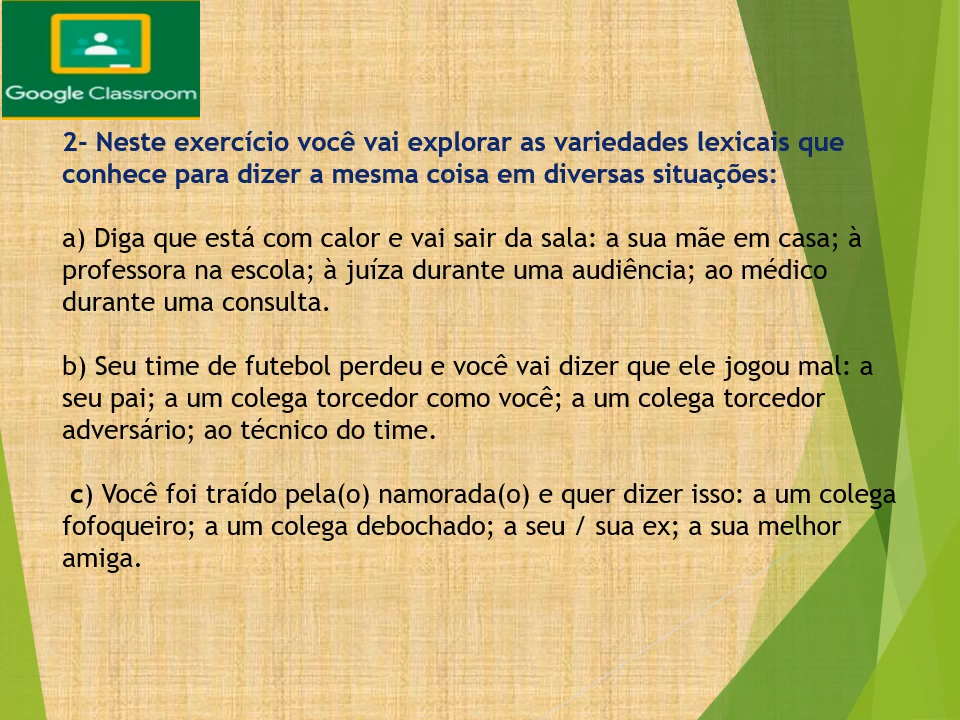 Google Classroom
2- Neste exercício você vai explorar as variedades lexicais que
conhece para dizer a mesma coisa em diversas situações:
a) Diga que está com calor e vai sair da sala: a sua mãe em casa; à
professora na escola; à juíza durante uma audiência; ao médico
durante uma consulta.
b) Seu time de futebol perdeu e você vai dizer que ele jogou mal: a
seu pai; a um colega torcedor como você; a um colega torcedor
adversário; ao técnico do time.
c) Você foi traído pela(o) namorada(o) e quer dizer isso: a um colega
fofoqueiro; a um colega debochado; a seu / sua ex; a sua melhor
amiga.